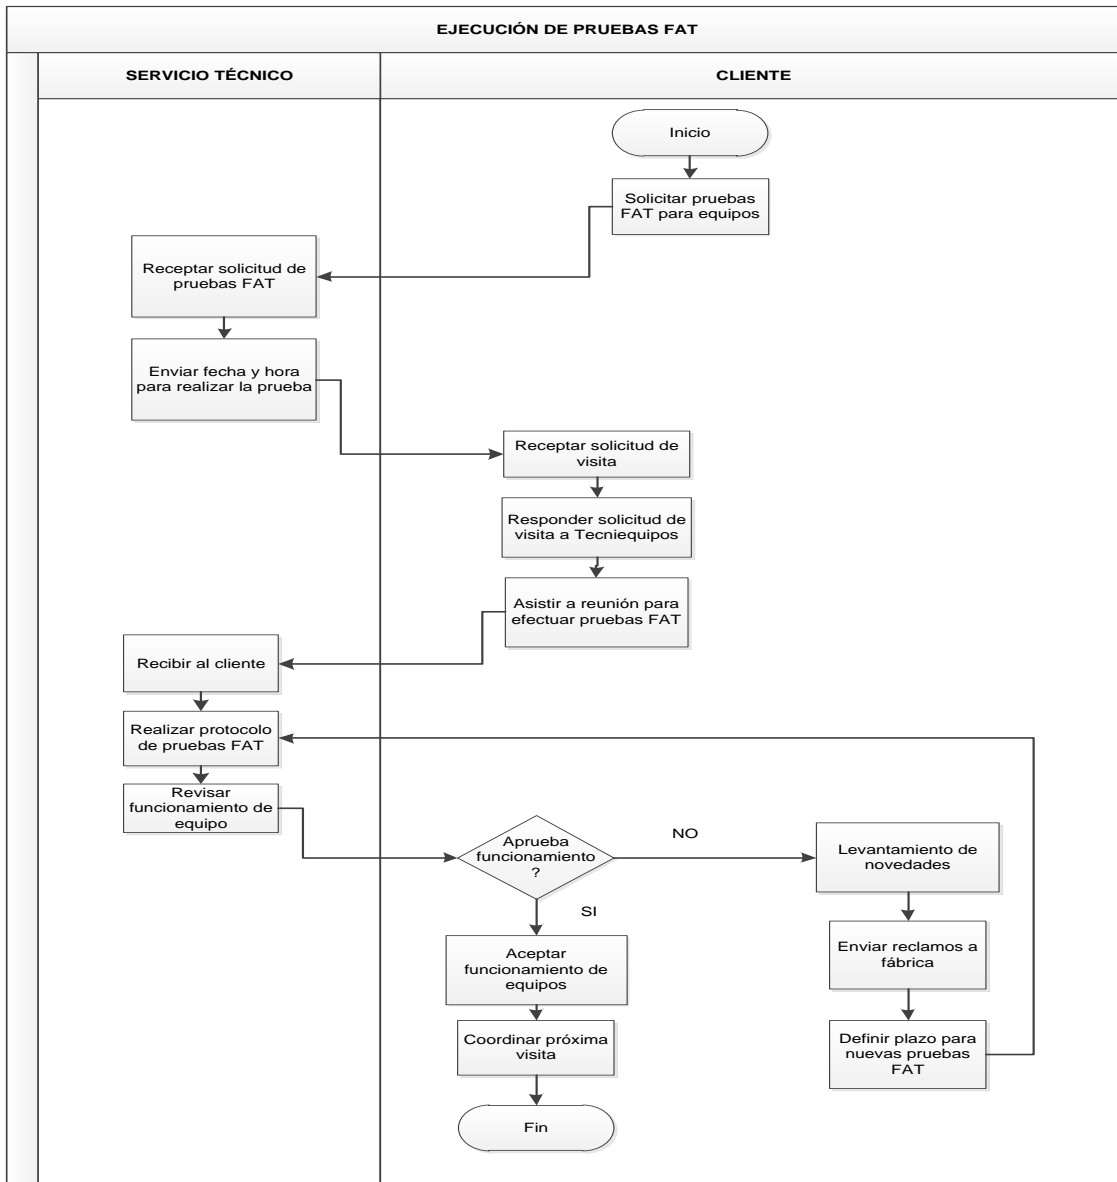 EJECUCIÓN DE PRUEBAS FAT
SERVICIO TÉCNICO
CLIENTE
Inicio
Solicitar pruebas
FAT para equipos
Receptar solicitud de
pruebas FAT
Enviar fecha y hora
para realizar la prueba
Receptar solicitud de
visita
Responder solicitud de
visita a Tecniequipos
Asistir a reunión para
efectuar pruebas FAT
Recibir al cliente
Realizar protocolo
de pruebas FAT
Revisar
funcionamiento de
equipo
Aprueba
funcionamiento
?
NO
Levantamiento de
novedades
SI
Aceptar
funcionamiento de
equipos
Enviar reclamos a
fábrica
Coordinar próxima
visita
Definir plazo para
nuevas pruebas
FAT
Fin